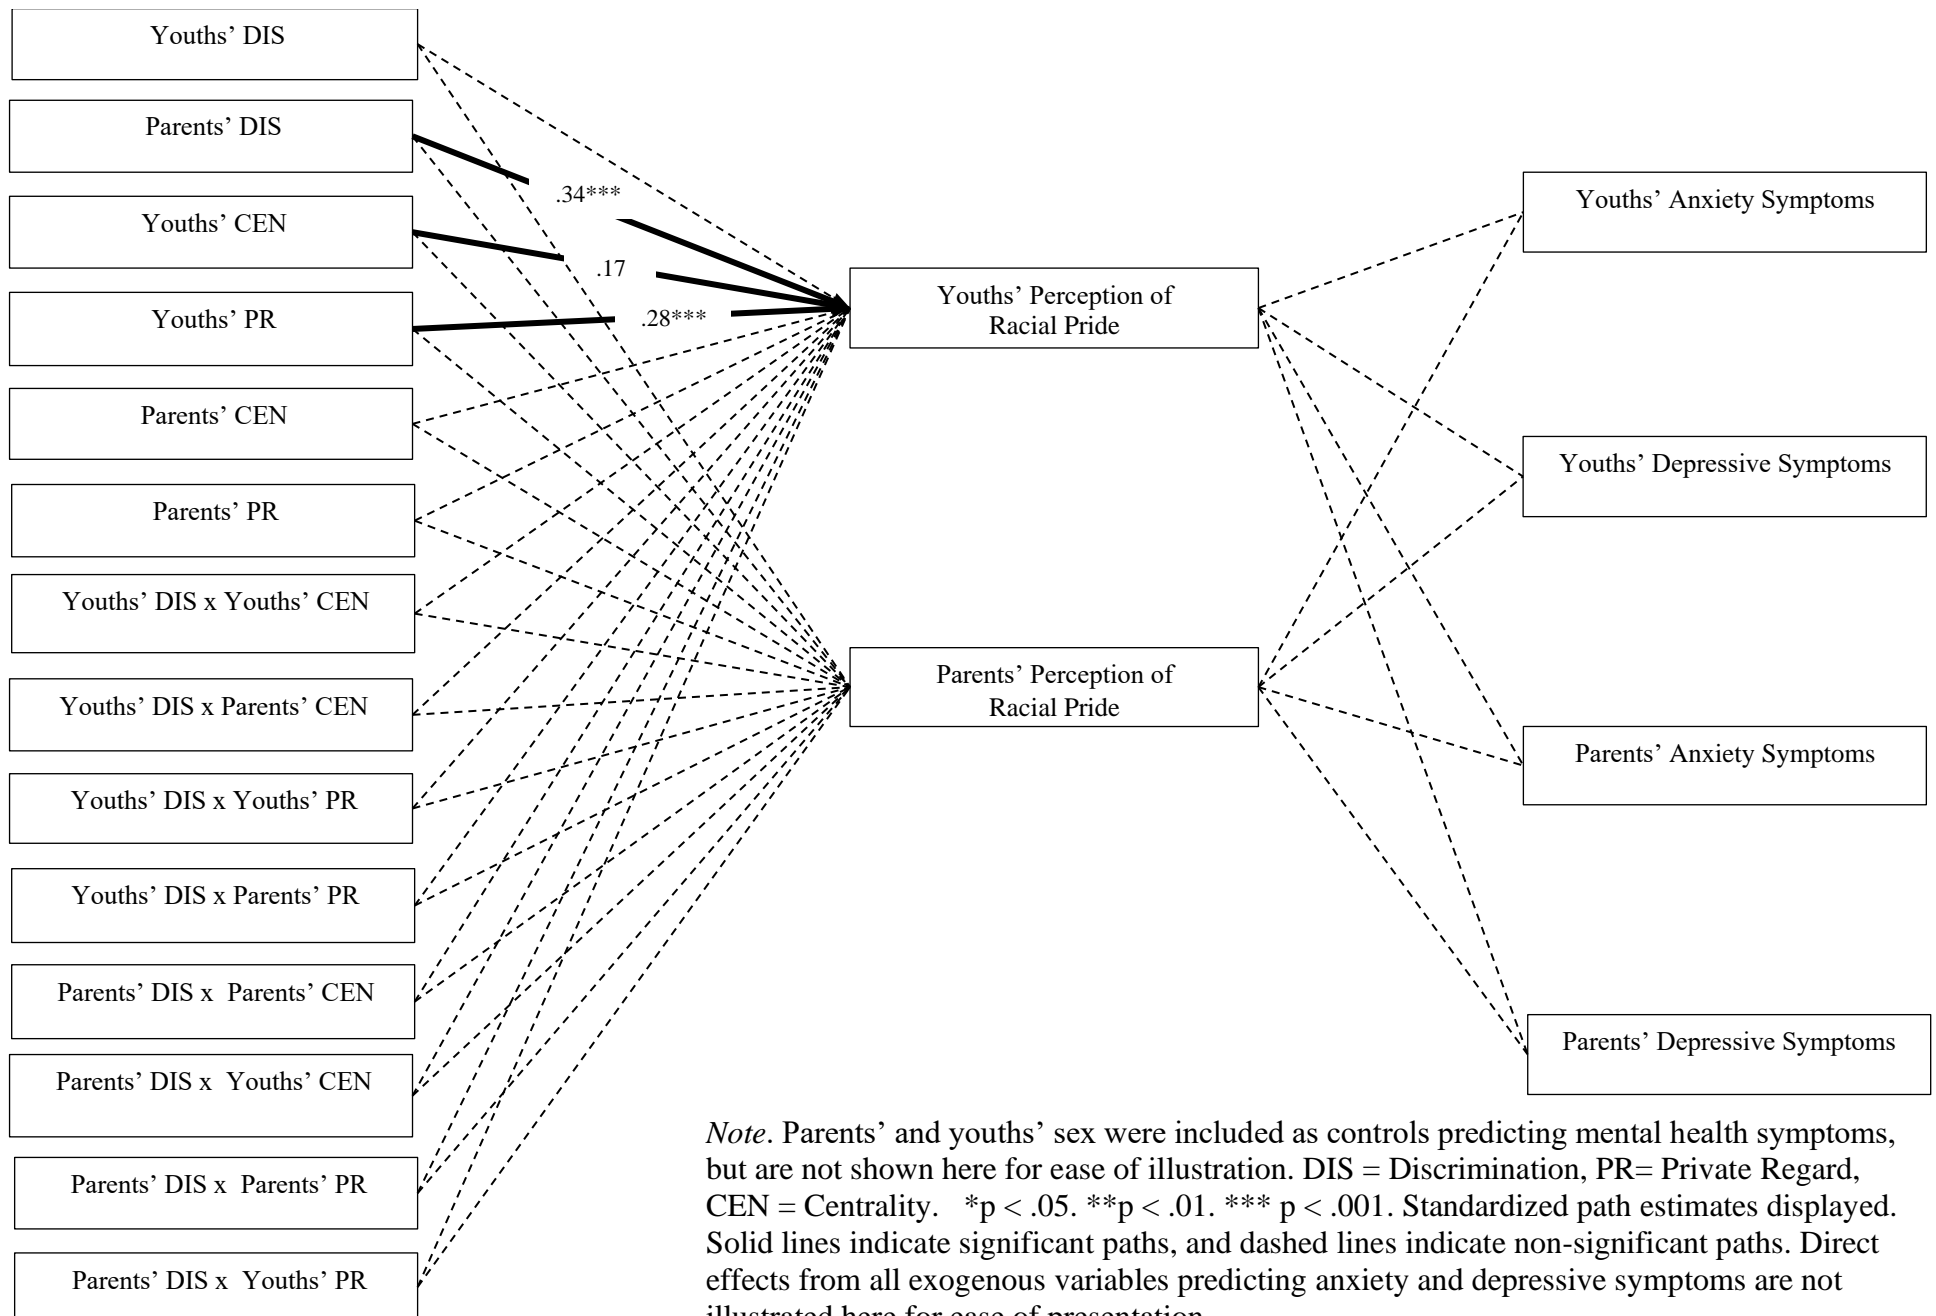 Youths’ DIS
Parents’ DIS
Youths’ CEN
Youths’ PR
Parents’ CEN
Parents’ PR
Youths’ DIS x Youths’ CEN
Youths’ DIS x Parents’ CEN
Youths’ DIS x Youths’ PR
Youths’ DIS x Parents’ PR
Parents’ DIS x Parents’ CEN
Parents’ DIS x Youths’ CEN
Parents’ DIS x Parents’ PR
Parents’ DIS x Youths’ PR
.34***
.17
.28***
Youths’ Perception of
Racial Pride
Parents’ Perception of
Racial Pride
Youths’ Anxiety Symptoms
Youths’ Depressive Symptoms
Parents’ Anxiety Symptoms
Parents’ Depressive Symptoms
Note. Parents’ and youths’ sex were included as controls predicting mental health symptoms,
but are not shown here for ease of illustration. DIS = Discrimination, PR= Private Regard,
CEN = Centrality. *p < .05. **p < .01. *** p < .001. Standardized path estimates displayed.
Solid lines indicate significant paths, and dashed lines indicate non-significant paths. Direct
effects from all exogenous variables predicting anxiety and depressive symptoms are not
illustrated here for ease of presentation